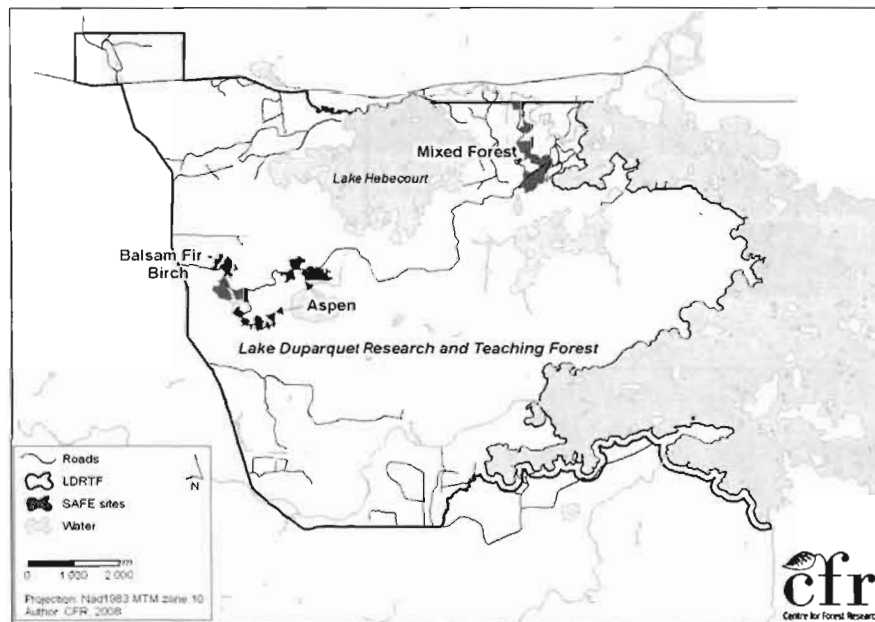 Mixed Forest
Lake Hebecourt
Balsam Fir
Birch
Aspen
Lake Duparquet Research and Teaching Forest
Roads
LDRTF
SAFE sites
Water
N
m
0 1 000 2 000
Projection: Nad1983 MTM zone 10
Author: CFR, 2008
cfr
Centre for Forest Research